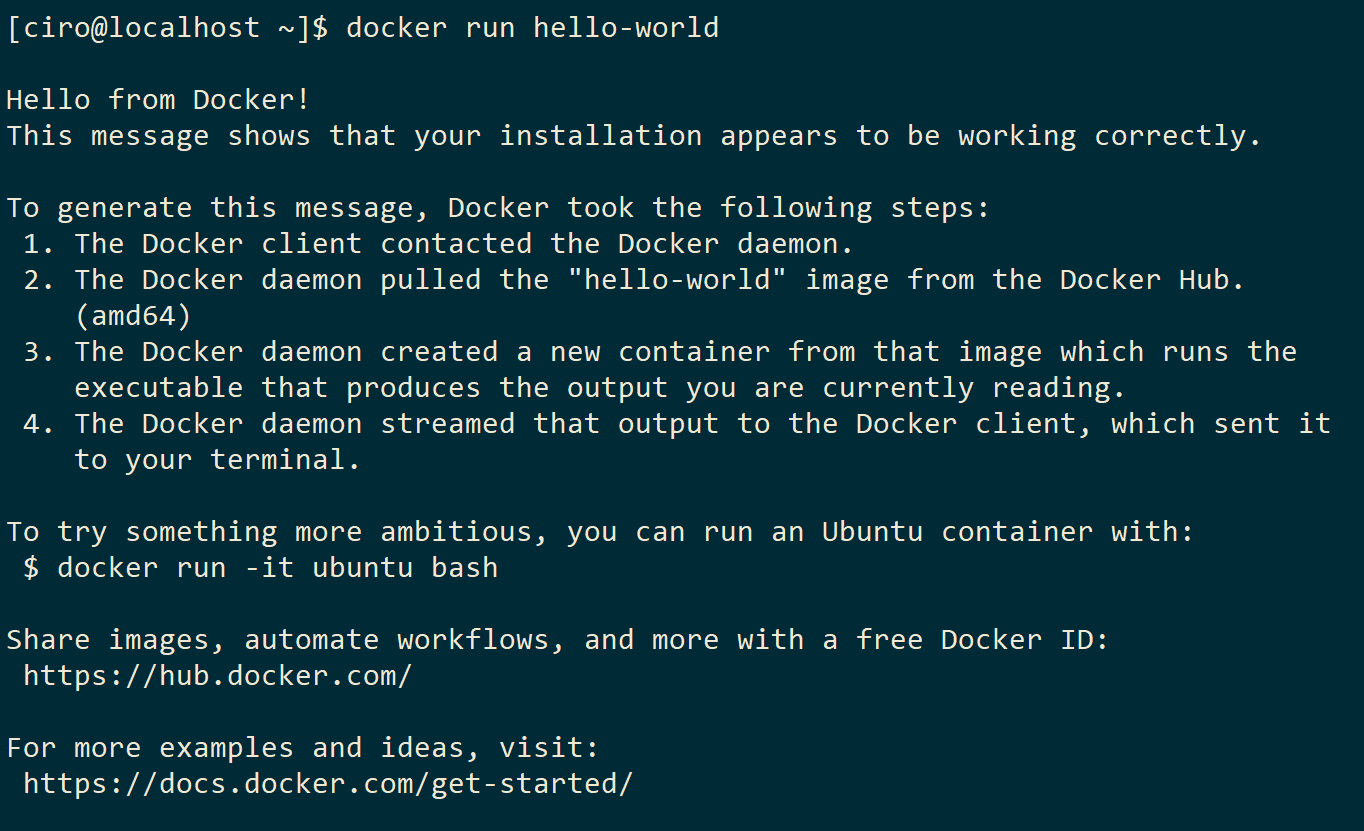 [ciro@localhost ~]$ docker run hello-world
Hello from Docker!
This message shows that your installation appears to be working correctly.
To generate this message, Docker took the following steps:
1. The Docker client contacted the Docker daemon.
2. The Docker daemon pulled the "hello-world" image from the Docker Hub.
(amd64)
3. The Docker daemon created a new container from that image which runs the
executable that produces the output you are currently reading.
4. The Docker daemon streamed that output to the Docker client, which sent it
to your terminal.
To try something more ambitious, you can run an Ubuntu container with:
$ docker run -it ubuntu bash
Share images, automate workflows, and more with a free Docker ID:
https://hub.docker.com/
For more examples and ideas, visit:
https://docs.docker.com/get-started/